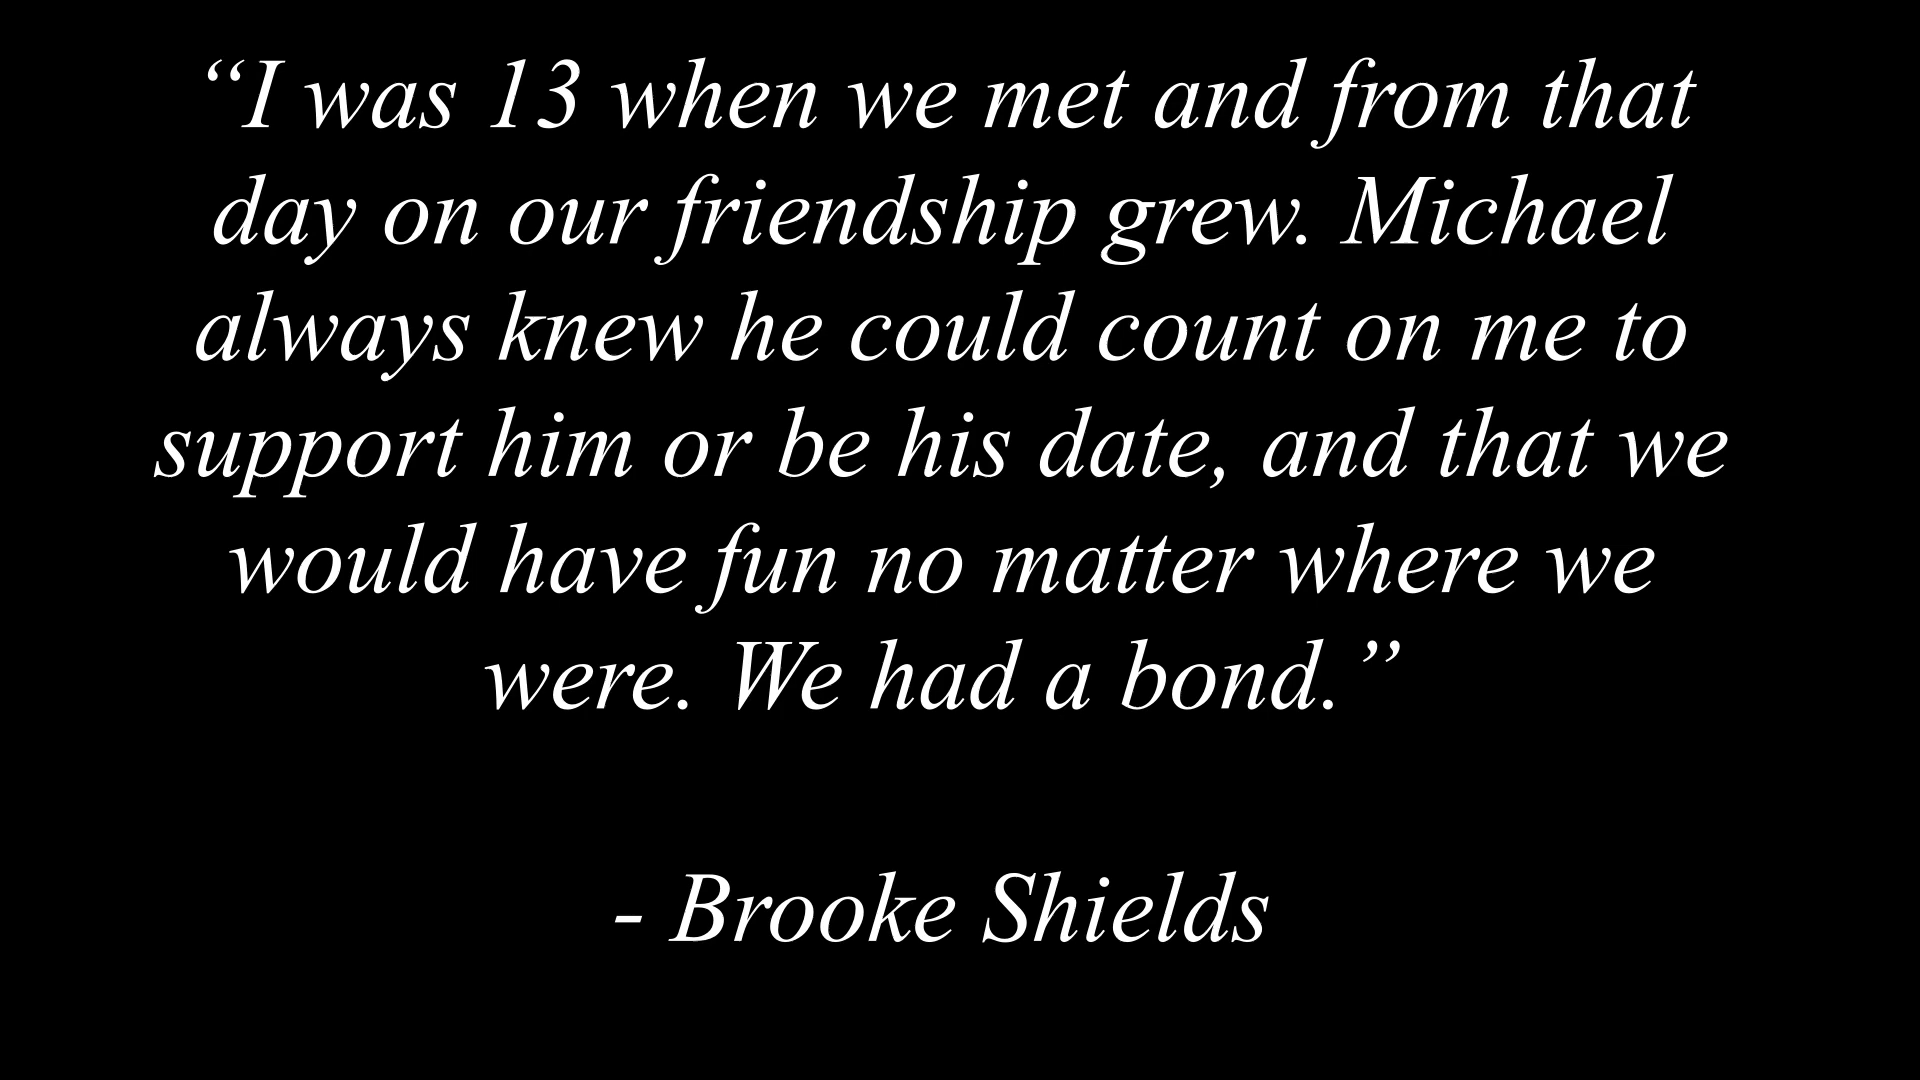 “I was 13 when we met and from that
day on our friendship grew. Michael
always knew he could count on me to
support him or be his date, and that we
would have fun no matter where we
were. We had a bond.”
- Brooke Shields